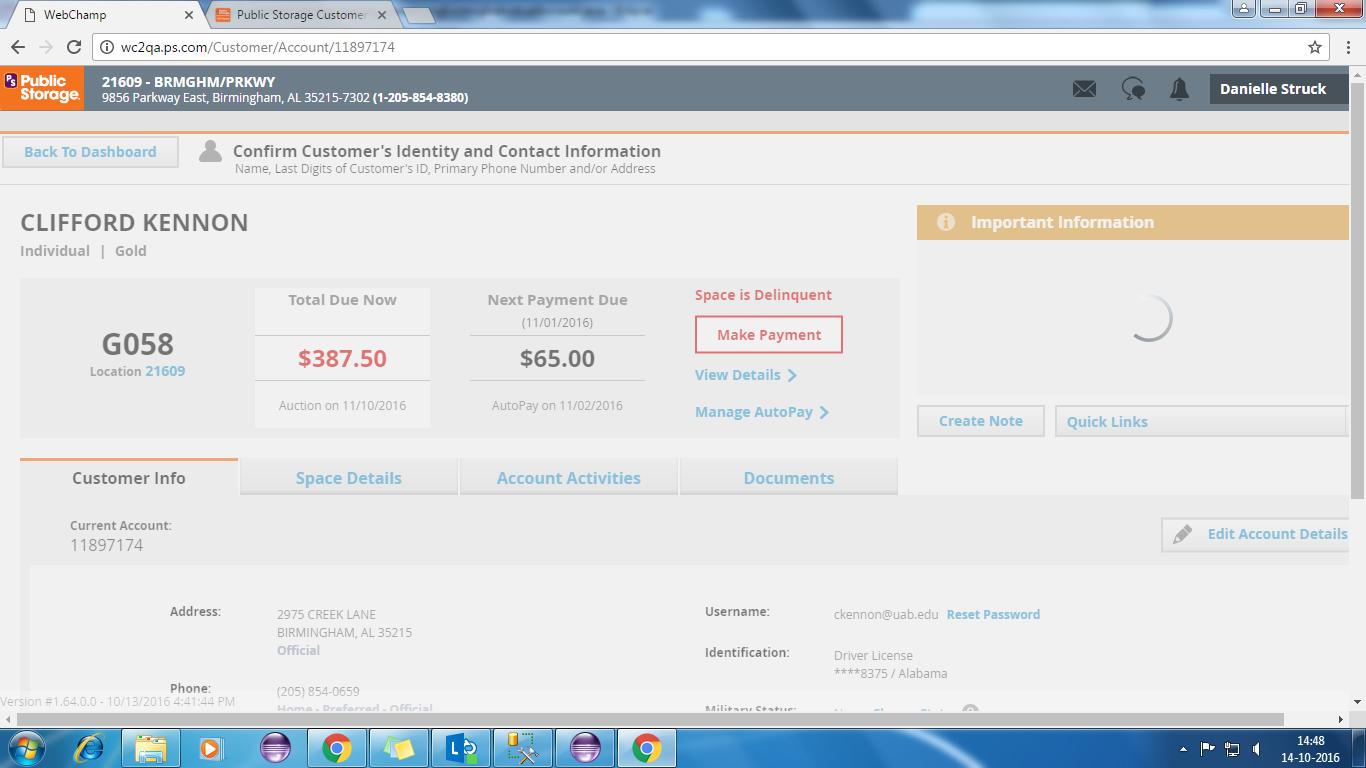 WebChamp
Public Storage Customer
wc2qa.ps.com/Customer/Account/11897174
PS Public Storage.
21609 - BRMGHM/PRKWY
9856 Parkway East, Birmingham, AL 35215-7302 (1-205-854-8380)
Danielle Struck
Back To Dashboard
Confirm Customer's Identity and Contact Information
Name, Last Digits of Customer's ID, Primary Phone Number and/or Address
CLIFFORD KENNON
Individual | Gold
Important Information
G058
Location 21609
Total Due Now
$387.50
Auction on 11/10/2016
Next Payment Due
(11/01/2016)
$65.00
AutoPay on 11/02/2016
Space is Delinquent
Make Payment
View Details
Manage AutoPay
Create Note
Quick Links
Customer Info
Space Details
Account Activities
Documents
Current Account:
11897174
Edit Account Details
Address:
2975 CREEK LANE
BIRMINGHAM, AL 35215
Official
Phone:
(205) 854-0659
Home - Preferred - Official
Username:
ckennon@uab.edu Reset Password
Identification:
Driver License
****8375 / Alabama
Military Status:
Version #1.64.0.0 - 10/13/2016 4:41:44 PM
14:48
14-10-2016